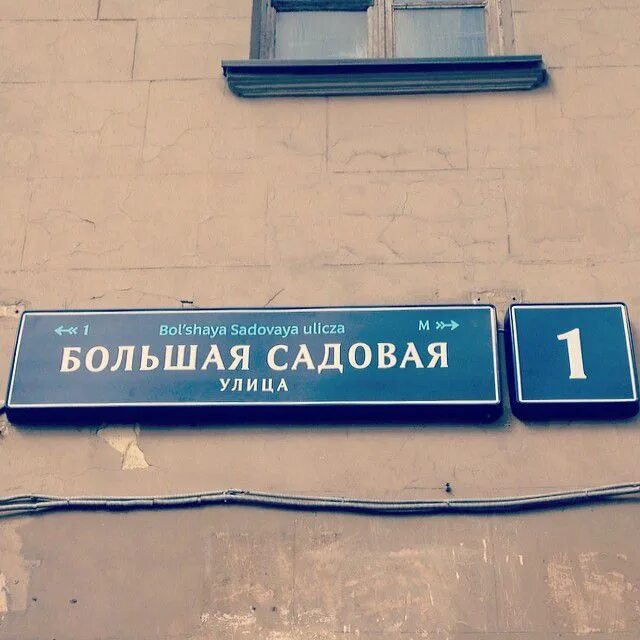 1 Bol'shaya Sadovaya ulicza М
БОЛЬШАЯ САДОВАЯ
УЛИЦА
1